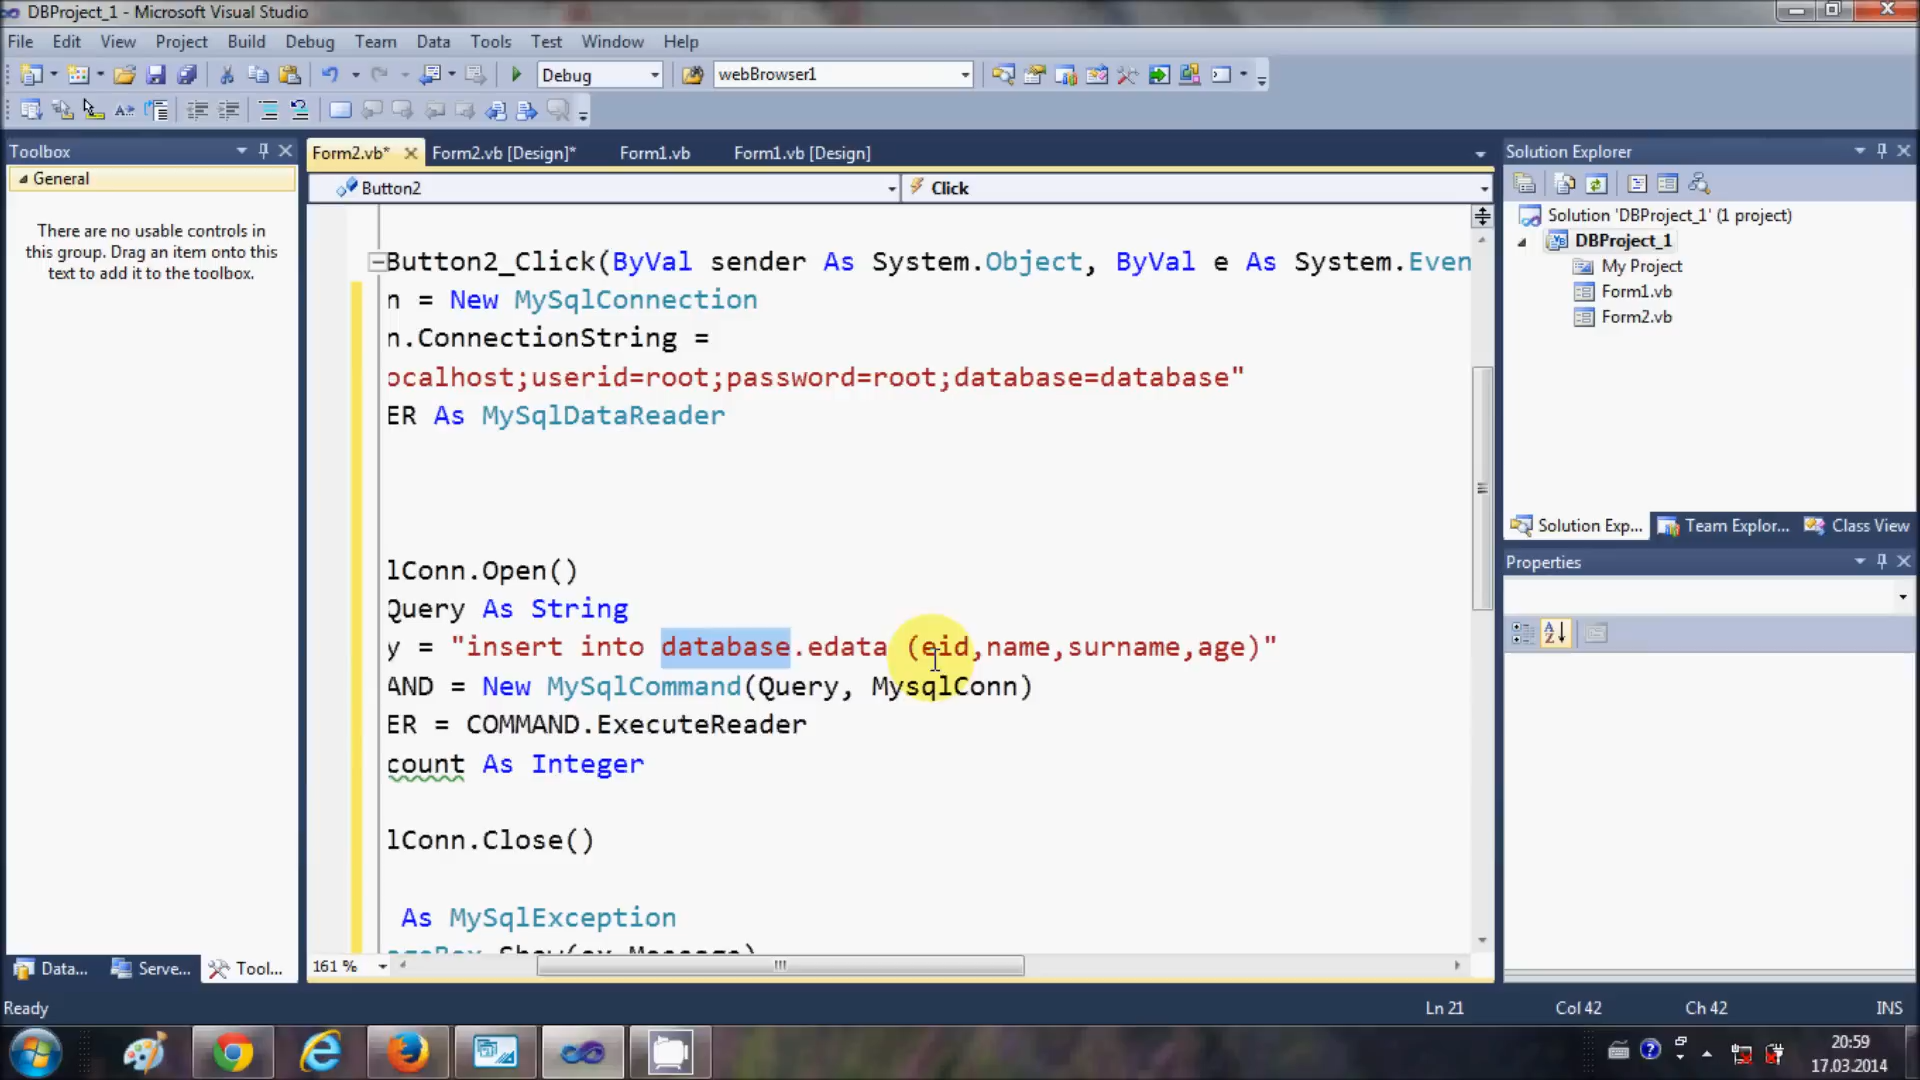 DBProject_1 - Microsoft Visual Studio
File Edit View Project Build Debug Team Data Tools Test Window Help
Debug webBrowser1
Toolbox
General
There are no usable controls in
this group. Drag an item onto this
text to add it to the toolbox.
Data... Serve... Tool...
Form2.vb* Form2.vb [Design]* Form1.vb Form1.vb [Design]
Button2 Click
Button2_Click(ByVal sender As System.Object, ByVal e As System.Even
n = New MySqlConnection
n.ConnectionString =
ocalhost;userid=root;password=root;database=database"
ER As MySqlDataReader
lConn.Open()
Query As String
y = "insert into database.edata (eid,name,surname,age)"
AND = New MySqlCommand(Query, MysqlConn)
ER = COMMAND.ExecuteReader
count As Integer
lConn.Close()
As MySqlException
ageBox.Show(ex.Message)
161 %
Solution Explorer
Solution 'DBProject_1' (1 project)
DBProject_1
My Project
Form1.vb
Form2.vb
Solution Exp... Team Explor... Class View
Properties
Ready Ln 21 Col 42 Ch 42 INS
20:59
17.03.2014